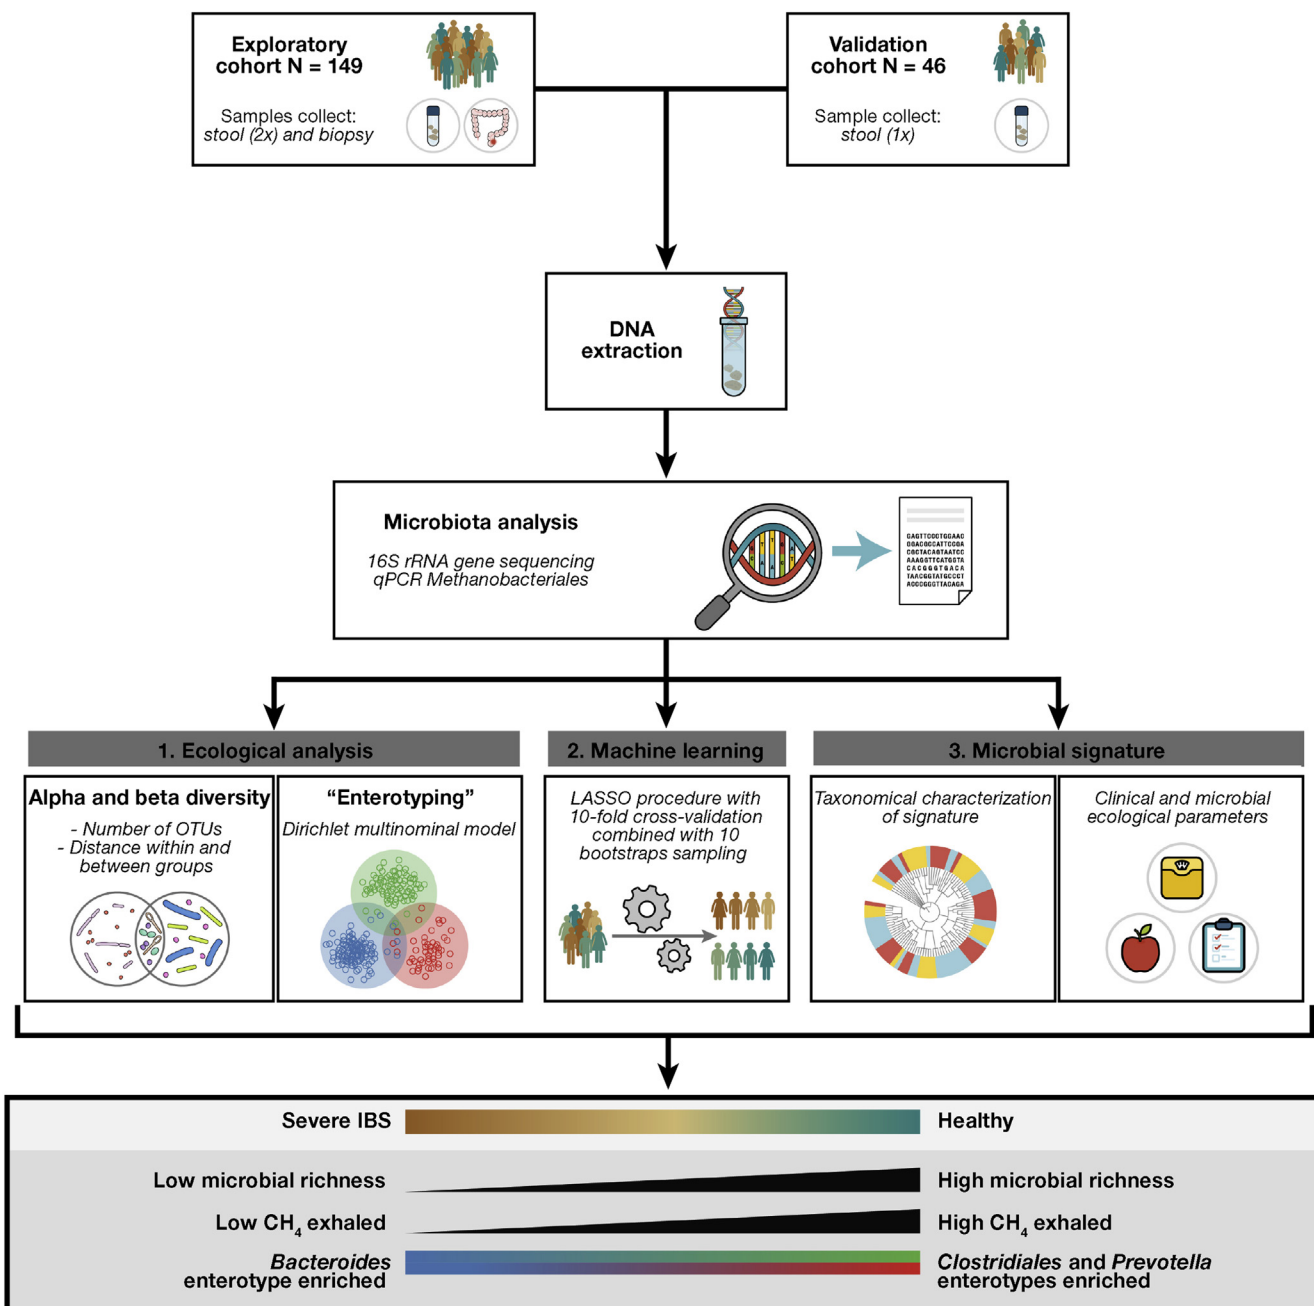 Exploratory
cohort N = 149
Samples collect:
stool (2x) and biopsy
Validation
cohort N = 46
Sample collect:
stool (1x)
DNA
extraction
Microbiota analysis
16S rRNA gene sequencing
qPCR Methanobacteriales
1. Ecological analysis
2. Machine learning
3. Microbial signature
Alpha and beta diversity
- Number of OTUs
- Distance within and
between groups
“Enterotyping”
Dirichlet multinominal model
LASSO procedure with
10-fold cross-validation
combined with 10
bootstraps sampling
Taxonomical characterization
of signature
Clinical and microbial
ecological parameters
Severe IBS
Healthy
Low microbial richness
High microbial richness
Low CH4 exhaled
High CH4 exhaled
Bacteroides
enterotype enriched
Clostridiales and Prevotella
enterotypes enriched